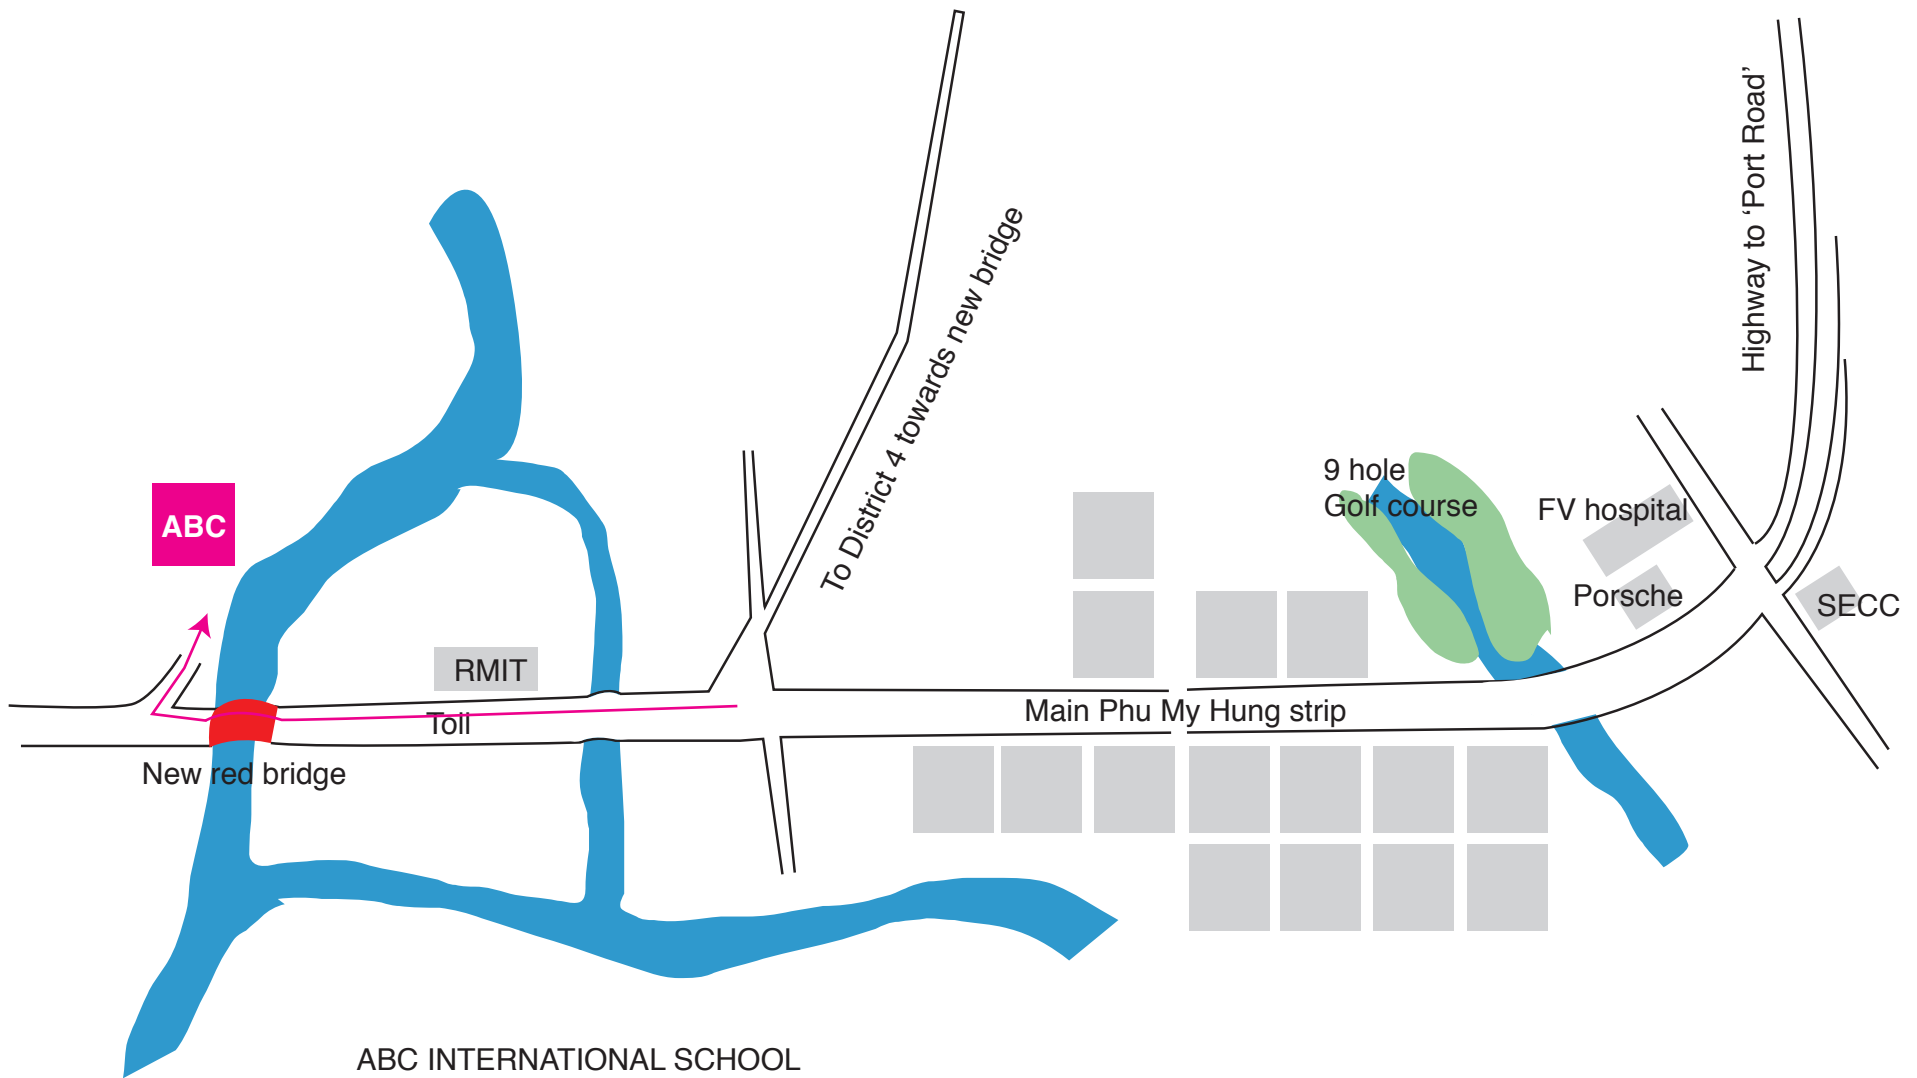 Highway to ‘Port Road’
To District 4 towards new bridge
9 hole
Golf course
FV hospital
ABC
Porsche
SECC
RMIT
Main Phu My Hung strip
Toll
New red bridge
ABC INTERNATIONAL SCHOOL